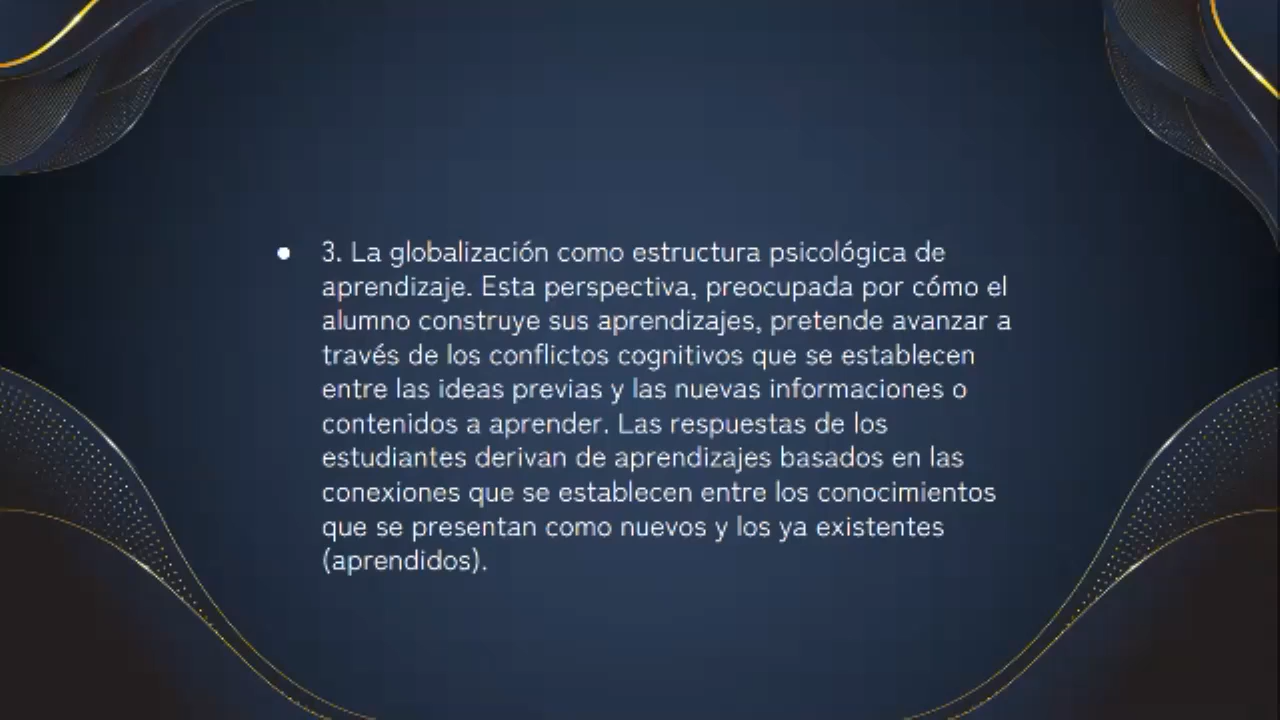 ● 3. La globalización como estructura psicológica de
aprendizaje. Esta perspectiva, preocupada por cómo el
alumno construye sus aprendizajes, pretende avanzar a
través de los conflictos cognitivos que se establecen
entre las ideas previas y las nuevas informaciones o
contenidos a aprender. Las respuestas de los
estudiantes derivan de aprendizajes basados en las
conexiones que se establecen entre los conocimientos
que se presentan como nuevos y los ya existentes
(aprendidos).